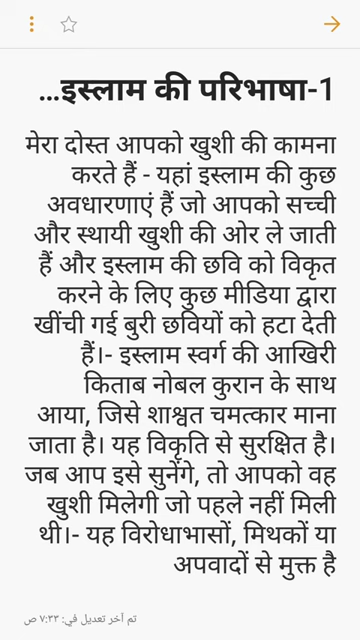 1-इस्लाम की परिभाषा...
मेरा दोस्त आपको खुशी की कामना
करते हैं - यहां इस्लाम की कुछ
अवधारणाएं हैं जो आपको सच्ची
और स्थायी खुशी की ओर ले जाती
हैं और इस्लाम की छवि को विकृत
करने के लिए कुछ मीडिया द्वारा
खींची गई बुरी छवियों को हटा देती
हैं।- इस्लाम स्वर्ग की आखिरी
किताब नोबल कुरान के साथ
आया, जिसे शाश्वत चमत्कार माना
जाता है। यह विकृति से सुरक्षित है।
जब आप इसे सुनेंगे, तो आपको वह
खुशी मिलेगी जो पहले नहीं मिली
थी।- यह विरोधाभासों, मिथकों या
अपवादों से मुक्त है
تم آخر تعديل في: ٧:٣٣ ص